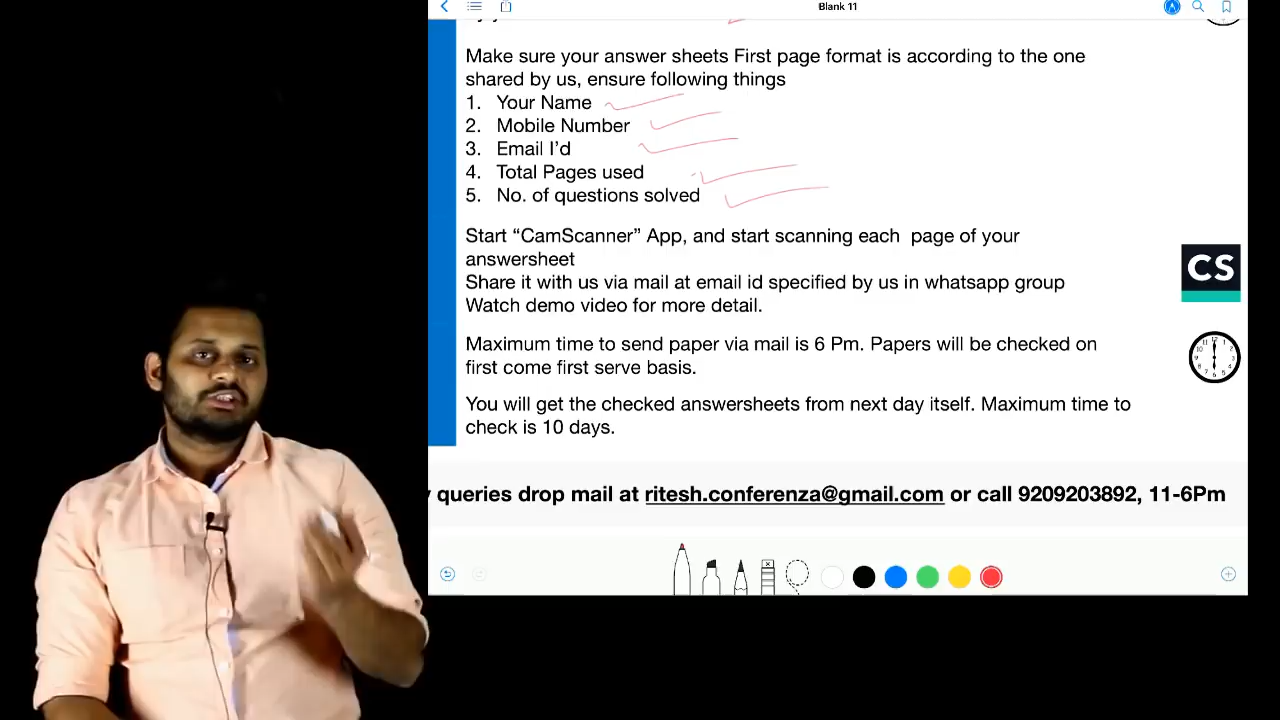 Blank 11
Make sure your answer sheets First page format is according to the one
shared by us, ensure following things
1. Your Name
2. Mobile Number
3. Email I’d
4. Total Pages used
5. No. of questions solved
Start “CamScanner” App, and start scanning each page of your
answersheet
Share it with us via mail at email id specified by us in whatsapp group
Watch demo video for more detail.
CS
Maximum time to send paper via mail is 6 Pm. Papers will be checked on
first come first serve basis.
You will get the checked answersheets from next day itself. Maximum time to
check is 10 days.
queries drop mail at ritesh.conferenza@gmail.com or call 9209203892, 11-6Pm